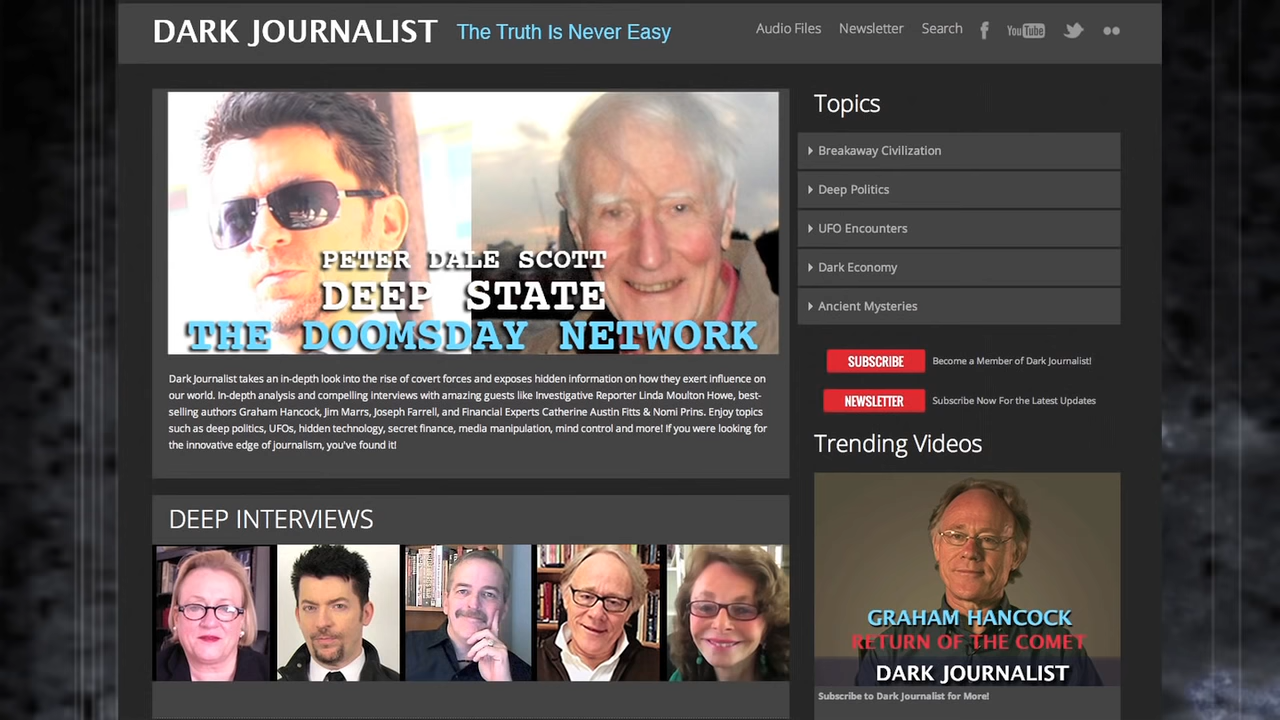 DARK JOURNALIST
The Truth Is Never Easy
Audio Files
Newsletter
Search
You Tube
PETER DALE SCOTT
DEEP STATE
THE DOOMSDAY NETWORK
Dark Journalist takes an in-depth look into the rise of covert forces and exposes hidden information on how they exert influence on
our world. In-depth analysis and compelling interviews with amazing guests like Investigative Reporter Linda Moulton Howe, best-
selling authors Graham Hancock, Jim Marrs, Joseph Farrell, and Financial Experts Catherine Austin Fitts & Nomi Prins. Enjoy topics
such as deep politics, UFOs, hidden technology, secret finance, media manipulation, mind control and more! If you were looking for
the innovative edge of journalism, you've found it!
DEEP INTERVIEWS
Topics
Breakaway Civilization
Deep Politics
UFO Encounters
Dark Economy
Ancient Mysteries
SUBSCRIBE
Become a Member of Dark Journalist!
NEWSLETTER
Subscribe Now For the Latest Updates
Trending Videos
GRAHAM HANCOCK
RETURN OF THE COMET
DARK JOURNALIST
Subscribe to Dark Journalist for More!